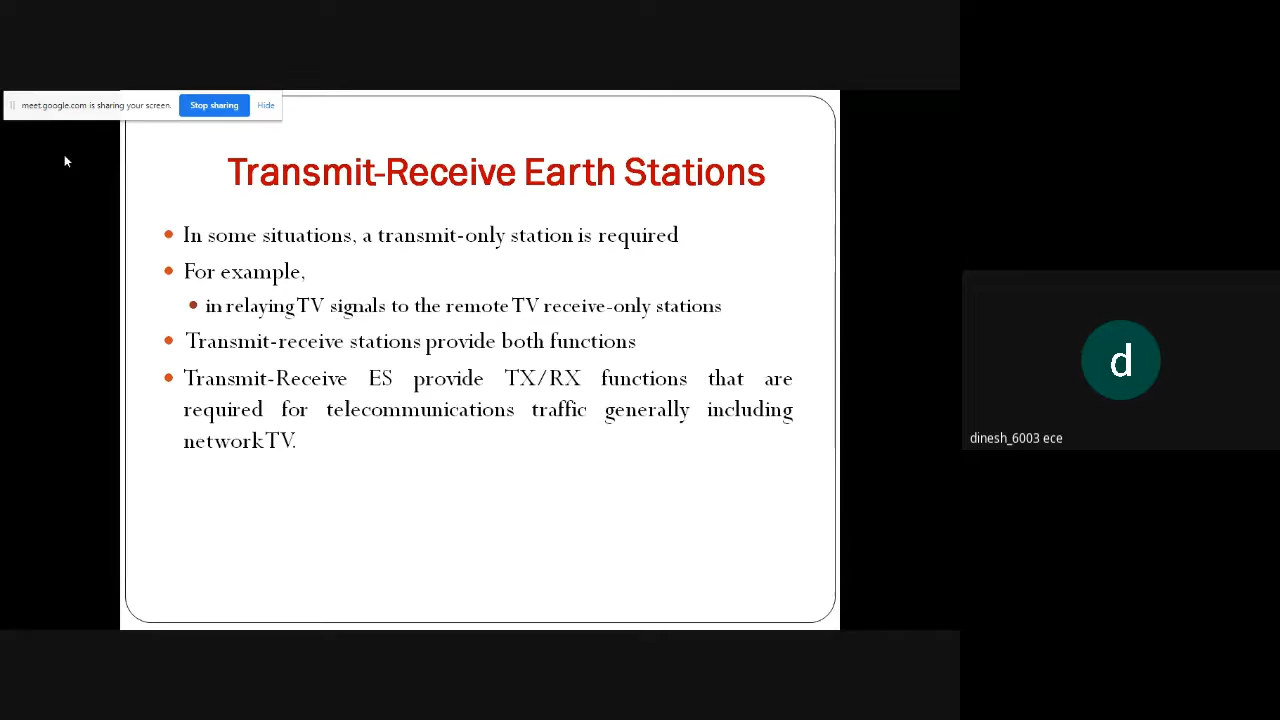 meet.google.com is sharing your screen.
Stop sharing
Hide
Transmit-Receive Earth Stations
• In some situations, a transmit-only station is required
• For example,
• in relaying TV signals to the remote TV receive-only stations
• Transmit-receive stations provide both functions
• Transmit-Receive ES provide TX/RX functions that are
required for telecommunications traffic generally including
network TV.
d
dinesh_6003 ece